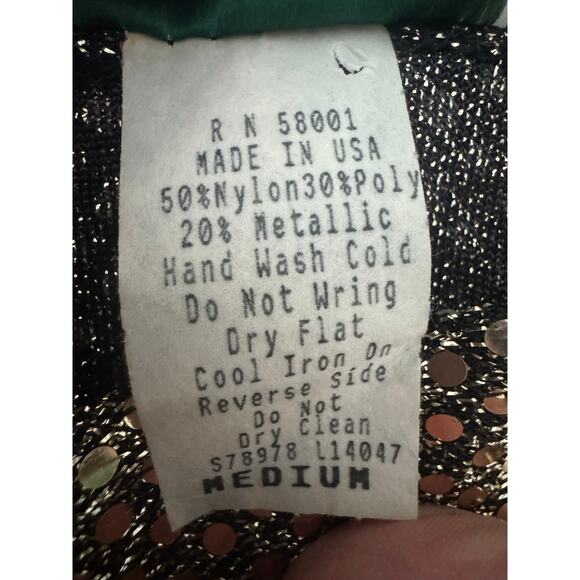 R N 58001
MADE IN USA
50%Nylon30%Poly
20% Metallic
Hand Wash Cold
Do Not Wring
Dry Flat
Cool Iron On
Reverse Side
Do Not
Dry Clean
S78978 L14047
MEDIUM